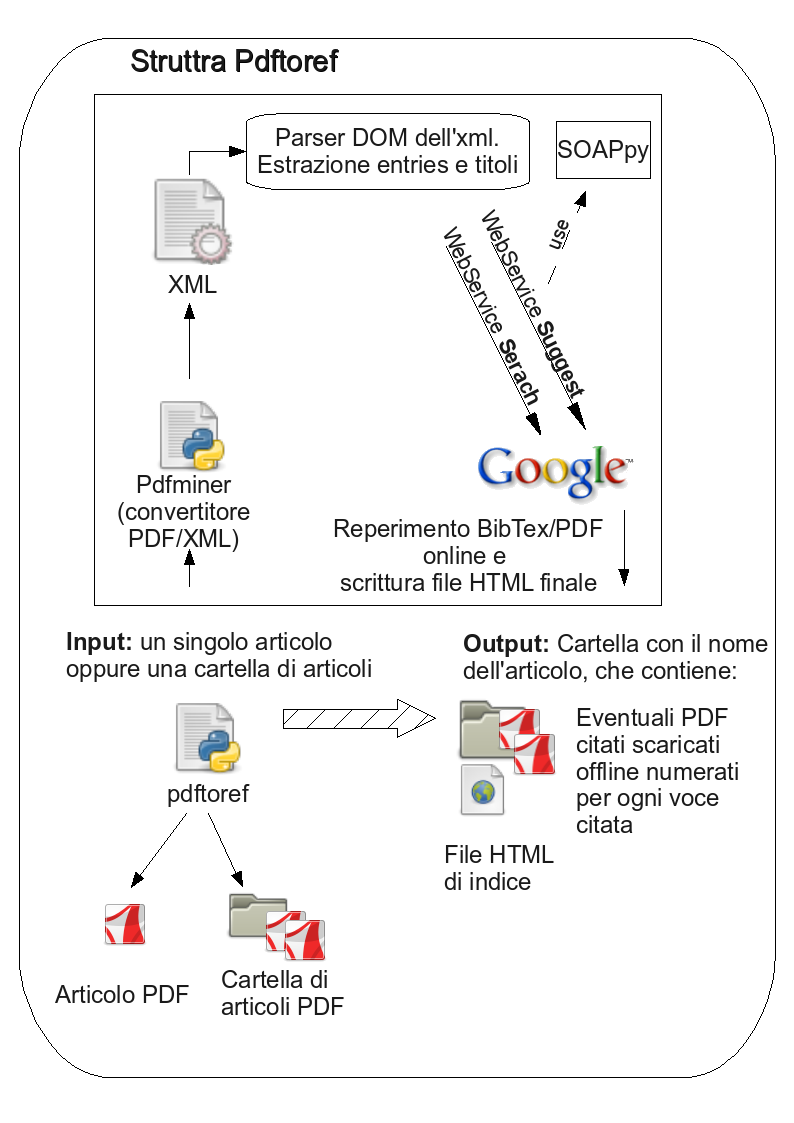 Struttra Pdftoref
Parser DOM dell'xml.
Estrazione entries e titoli
SOAPpy
use
WebService Suggest
WebService Serach
XML
Pdfminer
(convertitore
PDF/XML)
Google™
Reperimento BibTex/PDF
online e
scrittura file HTML finale
Input: un singolo articolo
oppure una cartella di articoli
pdftoref
Articolo PDF
Cartella di
articoli PDF
Output: Cartella con il nome
dell'articolo, che contiene:
Eventuali PDF
citati scaricati
offline numerati
per ogni voce
citata
File HTML
di indice